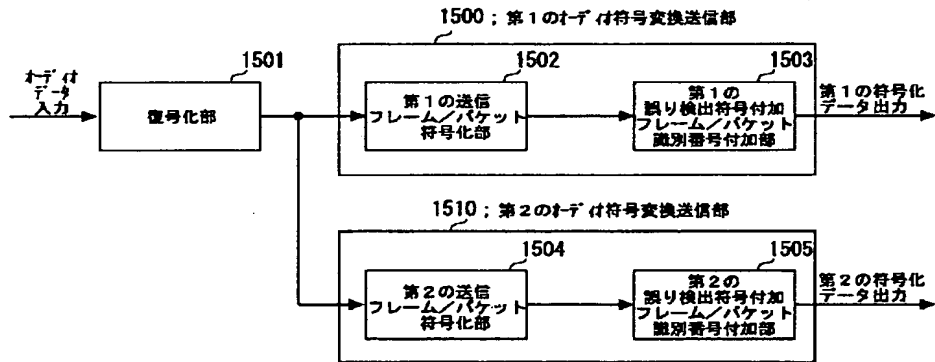 1500 ; 第1のオーディオ符号変換送信部
オーディオ
データ
入力
1501
復号化部
1502
第1の送信
フレーム/パケット
符号化部
1503
第1の
誤り検出符号付加
フレーム/パケット
識別番号付加部
第1の符号化
データ出力
1510 ; 第2のオーディオ符号変換送信部
1504
第2の送信
フレーム/パケット
符号化部
1505
第2の
誤り検出符号付加
フレーム/パケット
識別番号付加部
第2の符号化
データ出力